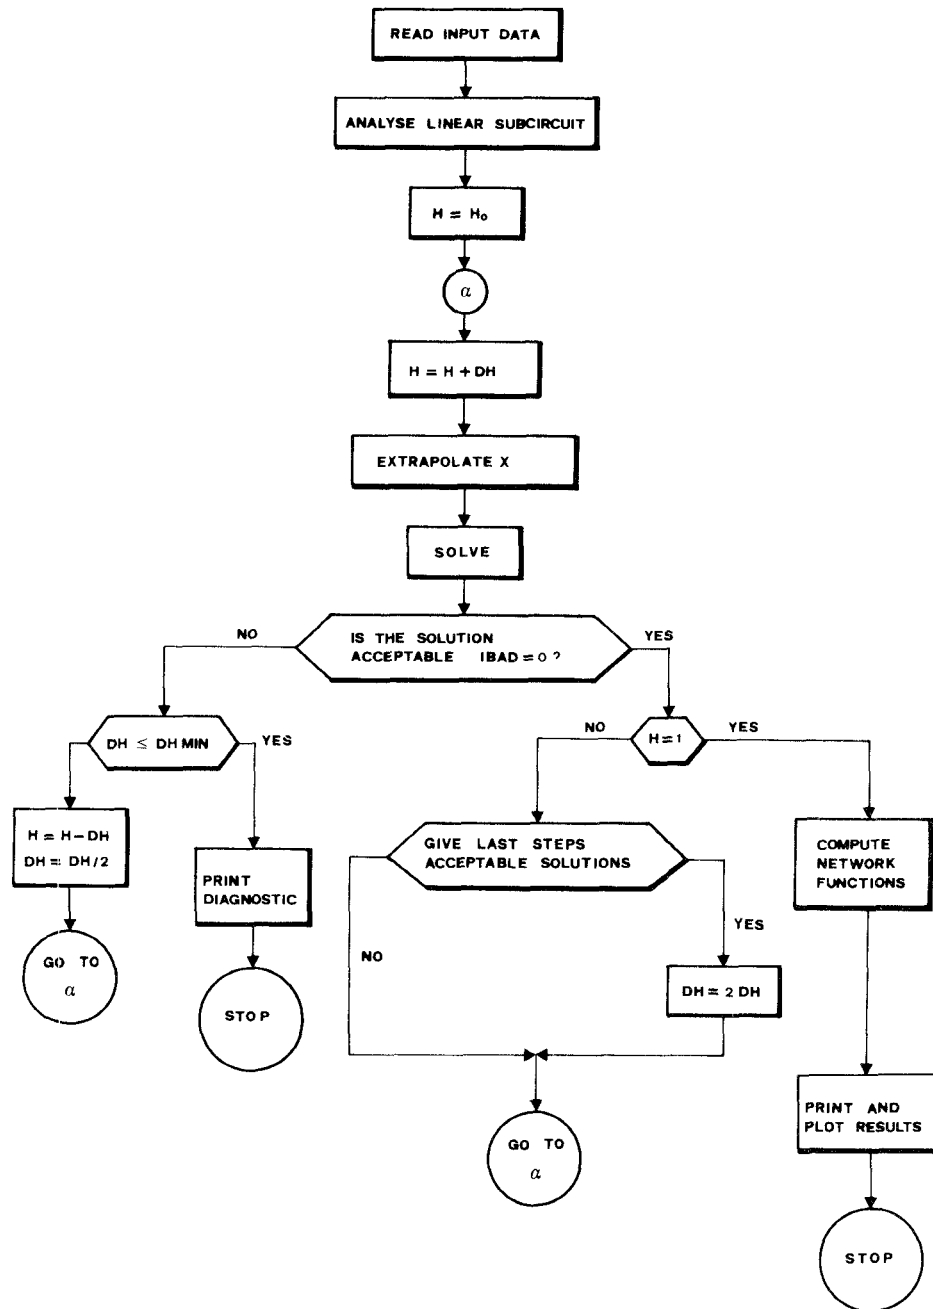 READ INPUT DATA
ANALYSE LINEAR SUBCIRCUIT
H = H₀
α
H = H + DH
EXTRAPOLATE X
SOLVE
NO
IS THE SOLUTION
ACCEPTABLE IBAD = 0 ?
YES
DH ≤ DH MIN
YES
NO
H = 1
YES
H = H – DH
DH = DH/2
PRINT
DIAGNOSTIC
GIVE LAST STEPS
ACCEPTABLE SOLUTIONS
COMPUTE
NETWORK
FUNCTIONS
GO TO
α
STOP
NO
YES
DH = 2 DH
GO TO
α
PRINT AND
PLOT RESULTS
STOP